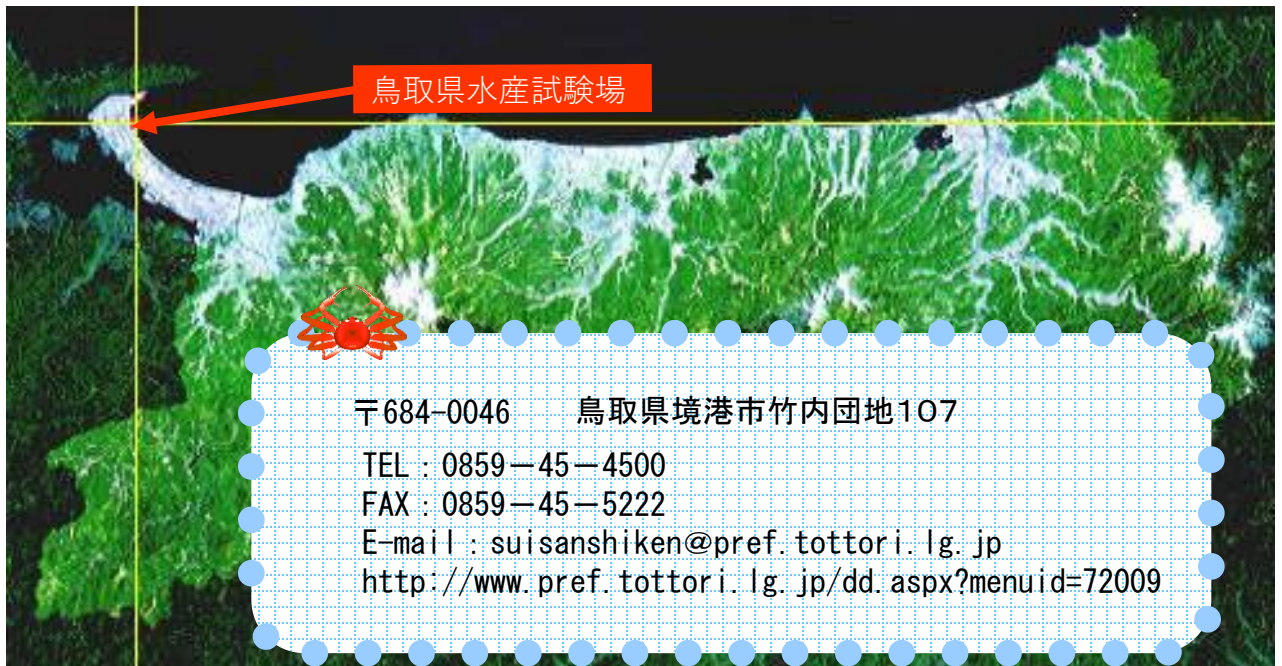 鳥取県水産試験場
〒684-0046　　鳥取県境港市竹内団地１０７
TEL：0859－45－4500
FAX：0859－45－5222
E-mail：suisanshiken@pref.tottori.lg.jp
http://www.pref.tottori.lg.jp/dd.aspx?menuid=72009